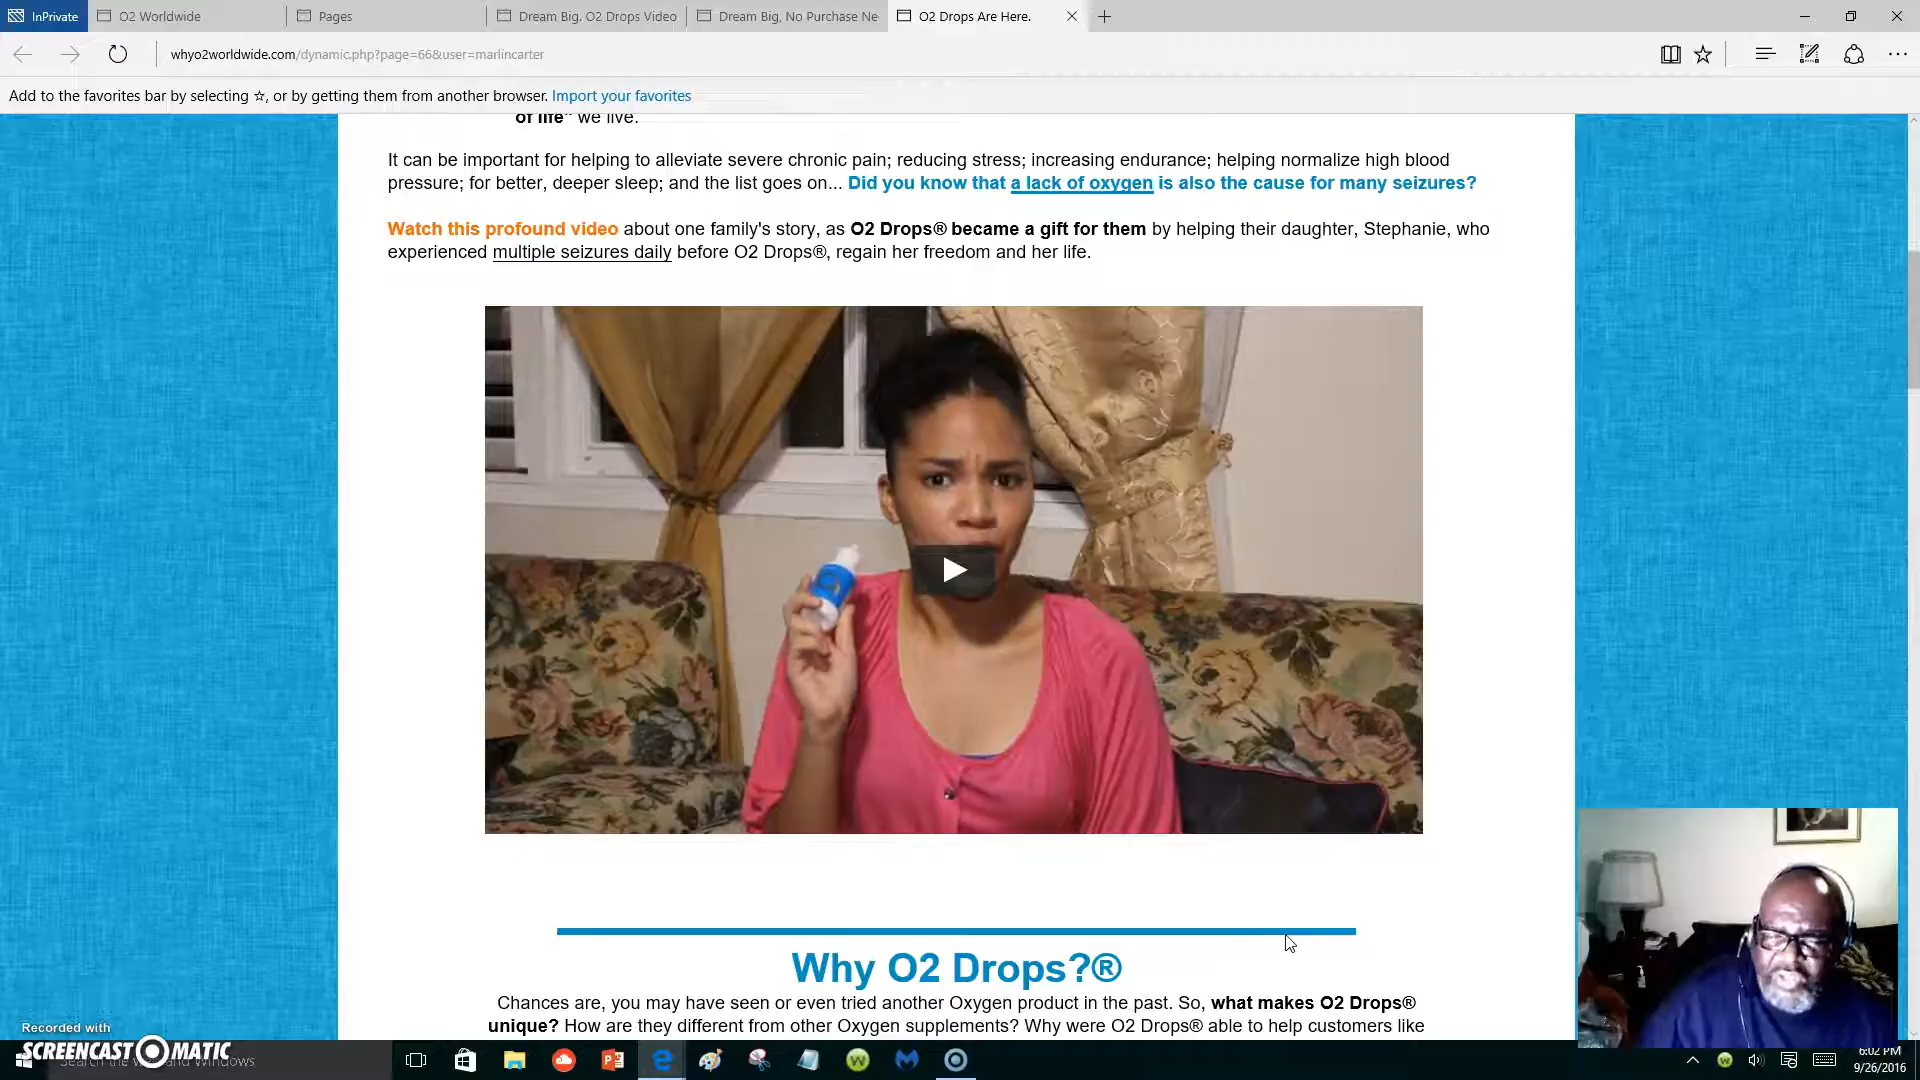 InPrivate
O2 Worldwide
Pages
Dream Big. O2 Drops Video
Dream Big, No Purchase Ne
O2 Drops Are Here.
whyo2worldwide.com/dynamic.php?page=66&user=marlincarter
Add to the favorites bar by selecting ☆, or by getting them from another browser. Import your favorites
of life" we live.
It can be important for helping to alleviate severe chronic pain; reducing stress; increasing endurance; helping normalize high blood
pressure; for better, deeper sleep; and the list goes on... Did you know that a lack of oxygen is also the cause for many seizures?
Watch this profound video about one family's story, as O2 Drops® became a gift for them by helping their daughter, Stephanie, who
experienced multiple seizures daily before O2 Drops®, regain her freedom and her life.
Why O2 Drops?®
Chances are, you may have seen or even tried another Oxygen product in the past. So, what makes O2 Drops®
unique? How are they different from other Oxygen supplements? Why were O2 Drops® able to help customers like
Recorded with
SCREENCAST-O-MATIC
Search the web and Windows
6:02 PM
9/26/2016